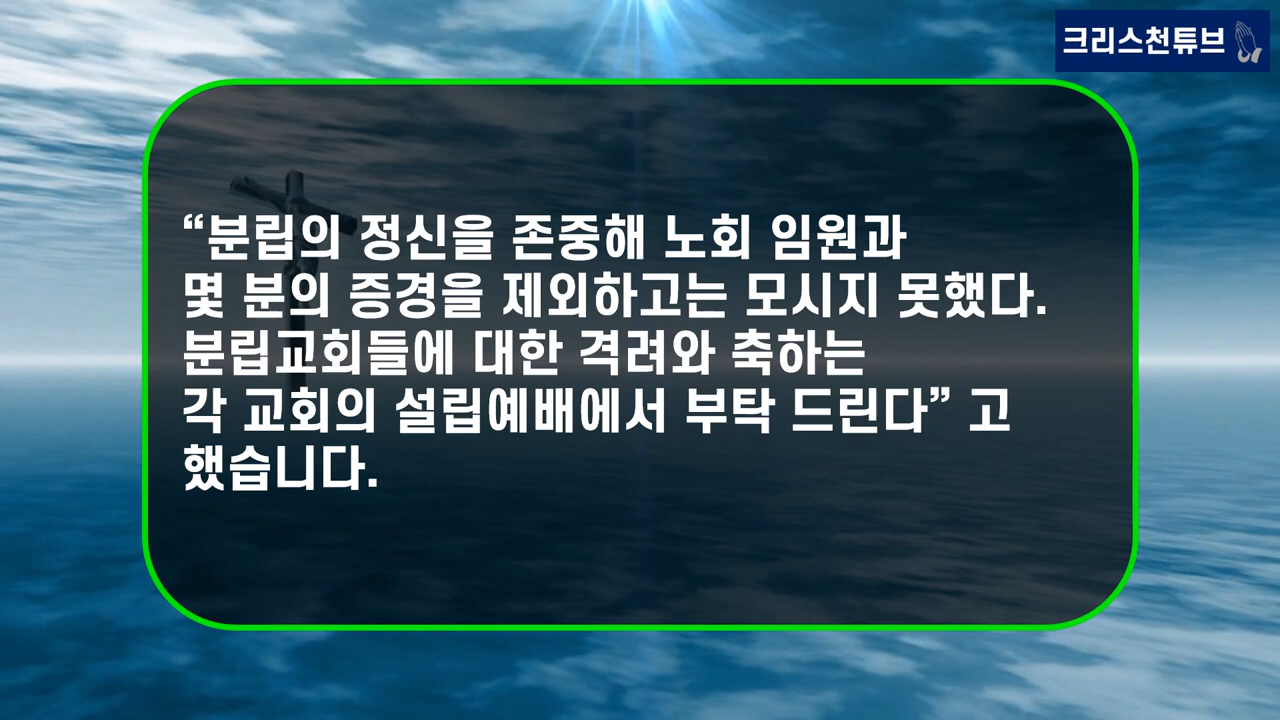 크리스천튜브
“분립의 정신을 존중해 노회 임원과
몇 분의 증경을 제외하고는 모시지 못했다.
분립교회들에 대한 격려와 축하는
각 교회의 설립예배에서 부탁 드린다” 고
했습니다.